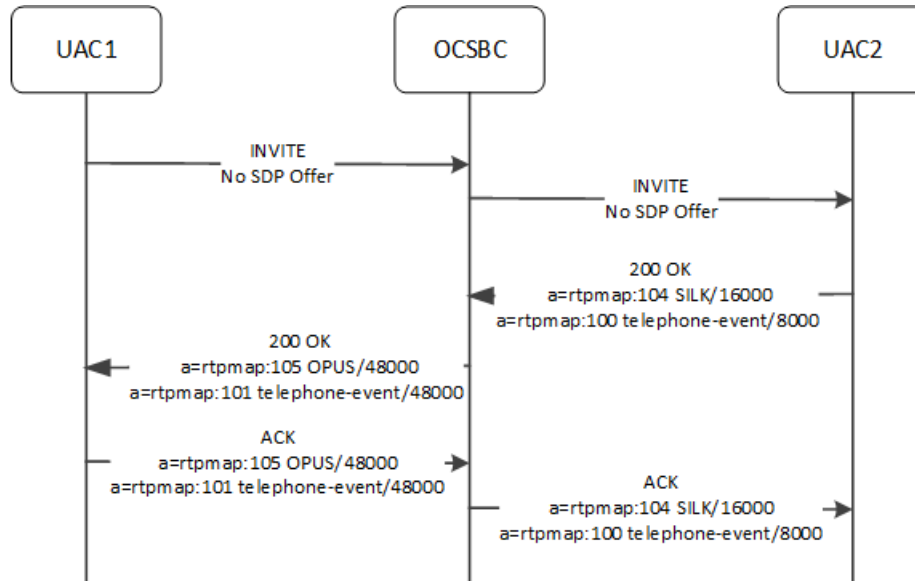 UAC1
OCSBC
UAC2
INVITE
No SDP Offer
INVITE
No SDP Offer
200 OK
a=rtpmap:104 SILK/16000
a=rtpmap:100 telephone-event/8000
200 OK
a=rtpmap:105 OPUS/48000
a=rtpmap:101 telephone-event/48000
ACK
a=rtpmap:105 OPUS/48000
a=rtpmap:101 telephone-event/48000
ACK
a=rtpmap:104 SILK/16000
a=rtpmap:100 telephone-event/8000